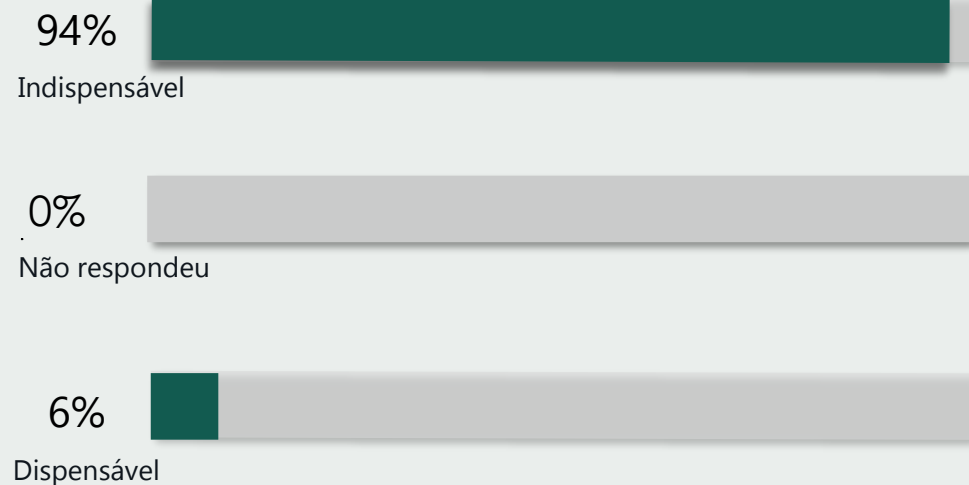 94%
Indispensável
0%
Não respondeu
6%
Dispensável